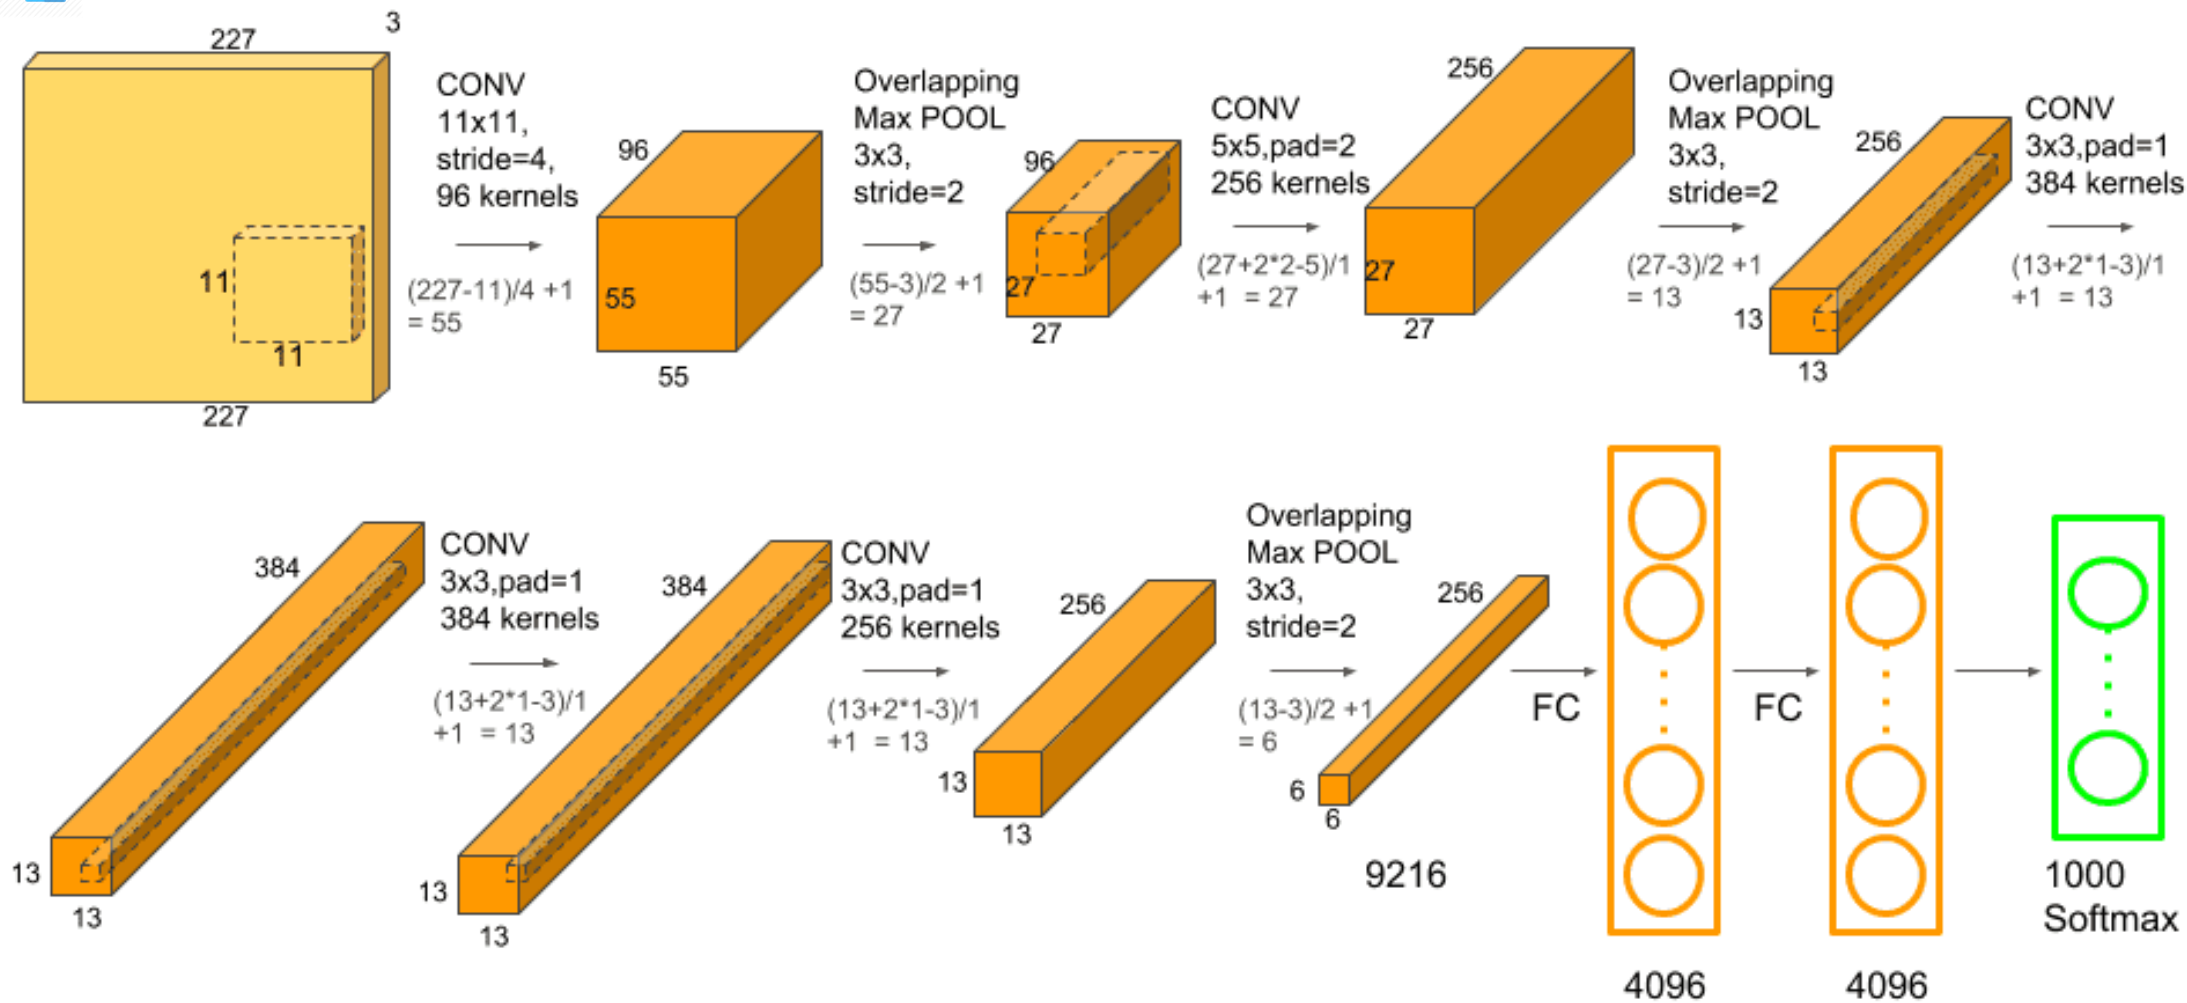 227
3
11
11
227
CONV
11x11,
stride=4,
96 kernels
(227-11)/4 +1
= 55
96
55
55
Overlapping
Max POOL
3x3,
stride=2
(55-3)/2 +1
= 27
96
27
27
CONV
5x5,pad=2
256 kernels
(27+2*2-5)/1
+1 = 27
256
27
27
Overlapping
Max POOL
3x3,
stride=2
(27-3)/2 +1
= 13
256
13
13
CONV
3x3,pad=1
384 kernels
(13+2*1-3)/1
+1 = 13
384
13
13
CONV
3x3,pad=1
384 kernels
(13+2*1-3)/1
+1 = 13
384
13
13
CONV
3x3,pad=1
256 kernels
(13+2*1-3)/1
+1 = 13
256
13
13
Overlapping
Max POOL
3x3,
stride=2
(13-3)/2 +1
= 6
256
6
6
9216
FC
4096
FC
4096
1000
Softmax